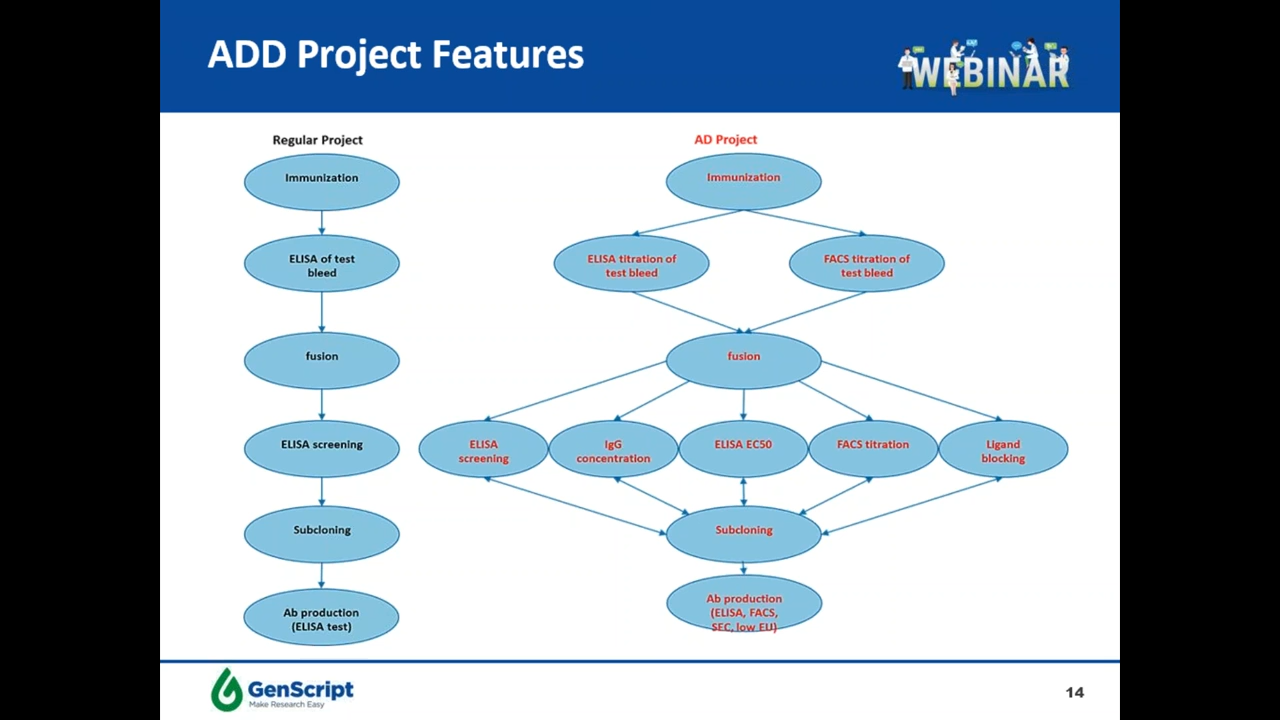 ADD Project Features
WEBINAR
Regular Project
Immunization
ELISA of test
bleed
fusion
ELISA screening
Subcloning
Ab production
(ELISA test)
AD Project
Immunization
ELISA titration of
test bleed
FACS titration of
test bleed
fusion
ELISA
screening
IgG
concentration
ELISA EC50
FACS titration
Ligand
blocking
Subcloning
Ab production
(ELISA, FACS,
SEC, low EU)
GenScript
Make Research Easy
14